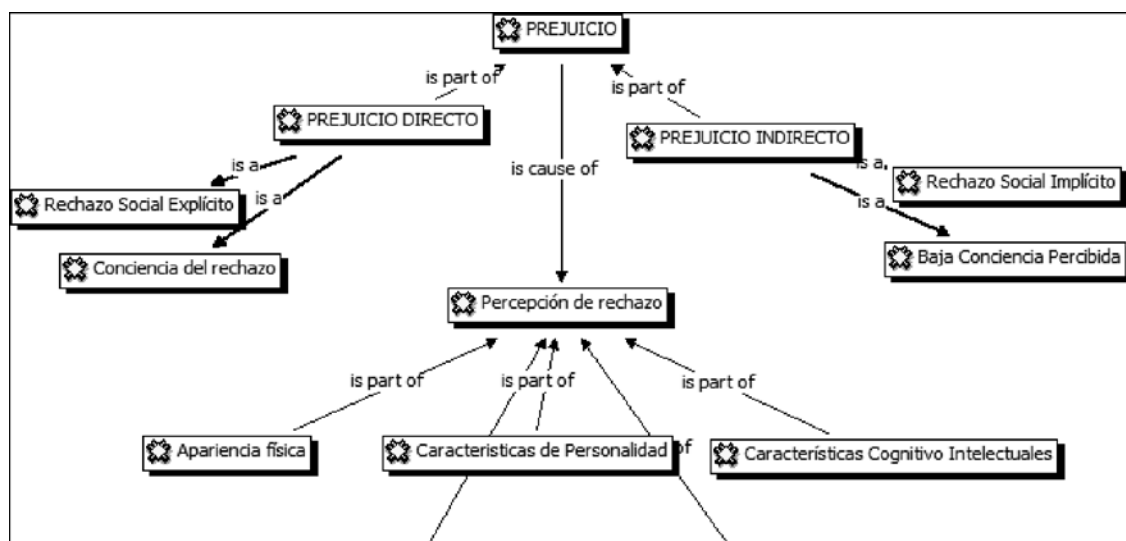 PREJUICIO
is part of
is part of
PREJUICIO DIRECTO
PREJUICIO INDIRECTO
is a
is cause of
is a
Rechazo Social Explícito
is a
Rechazo Social Implícito
is a
Conciencia del rechazo
Baja Conciencia Percibida
Percepción de rechazo
is part of
is part of
is part of
Apariencia física
Caracteristicas de Personalidad
of
Características Cognitivo Intelectuales